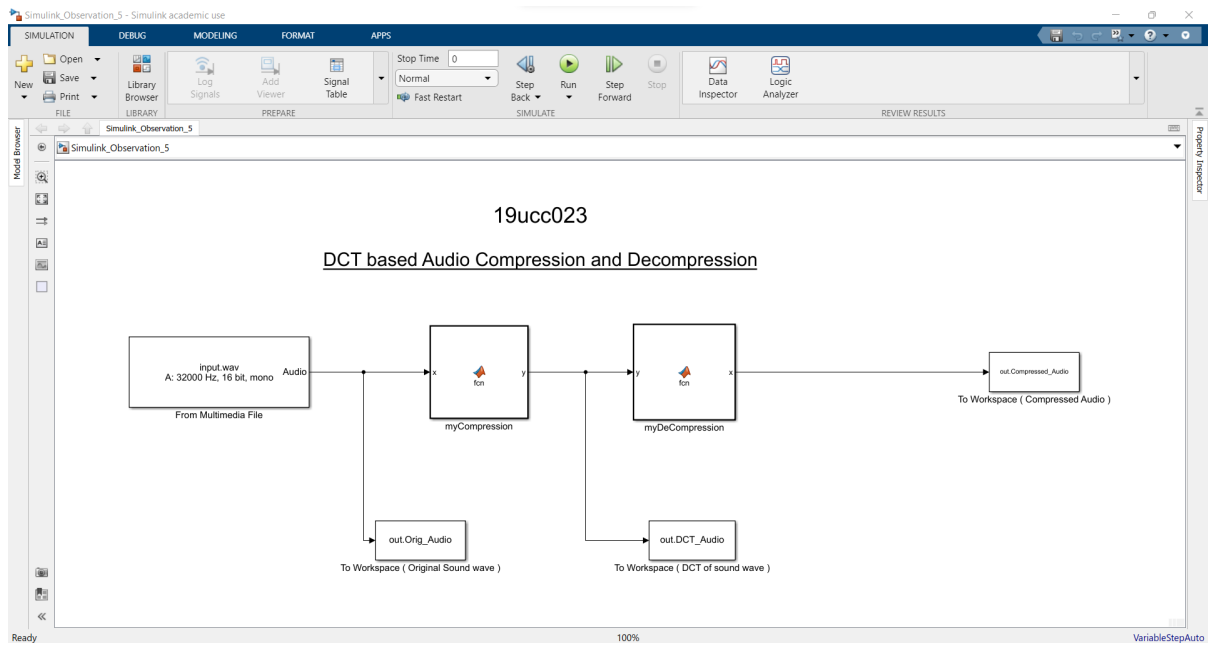 Simulink_Observation_5 - Simulink academic use
SIMULATION DEBUG MODELING FORMAT APPS
New
Open
Save
Print
FILE
Library
Browser
LIBRARY
Log
Signals
Add
Viewer
Signal
Table
PREPARE
Stop Time 0
Normal
Fast Restart
Step
Back
Run
Step
Forward
Stop
SIMULATE
Data
Inspector
Logic
Analyzer
REVIEW RESULTS
Model Browser
Simulink_Observation_5
Simulink_Observation_5
Property Inspector
19ucc023
DCT based Audio Compression and Decompression
input.wav
A: 32000 Hz, 16 bit, mono
Audio
From Multimedia File
x
fcn
y
myCompression
y
fcn
x
myDeCompression
out.Compressed_Audio
To Workspace ( Compressed Audio )
out.Orig_Audio
To Workspace ( Original Sound wave )
out.DCT_Audio
To Workspace ( DCT of sound wave )
Ready 100% VariableStepAuto